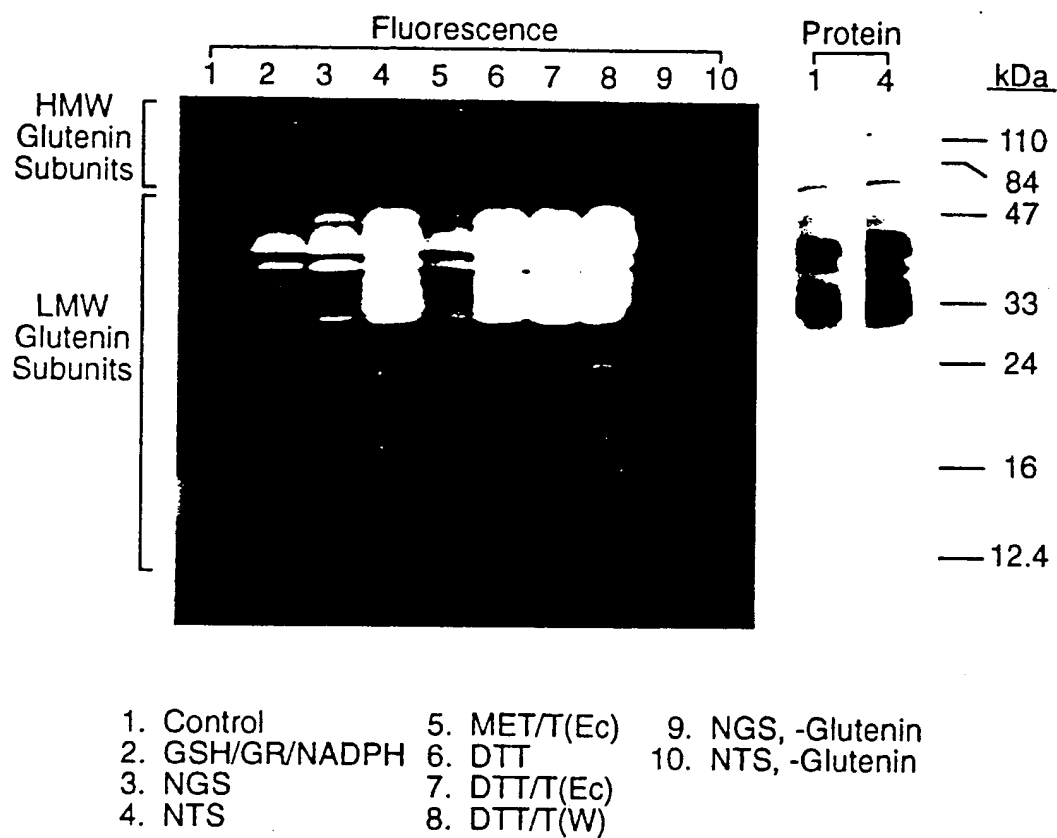 Fluorescence
Protein
1 2 3 4 5 6 7 8 9 10
1 4
kDa
HMW
Glutenin
Subunits
110
84
47
LMW
Glutenin
Subunits
33
24
16
12.4
1. Control
2. GSH/GR/NADPH
3. NGS
4. NTS
5. MET/T(Ec)
6. DTT
7. DTT/T(Ec)
8. DTT/T(W)
9. NGS, -Glutenin
10. NTS, -Glutenin